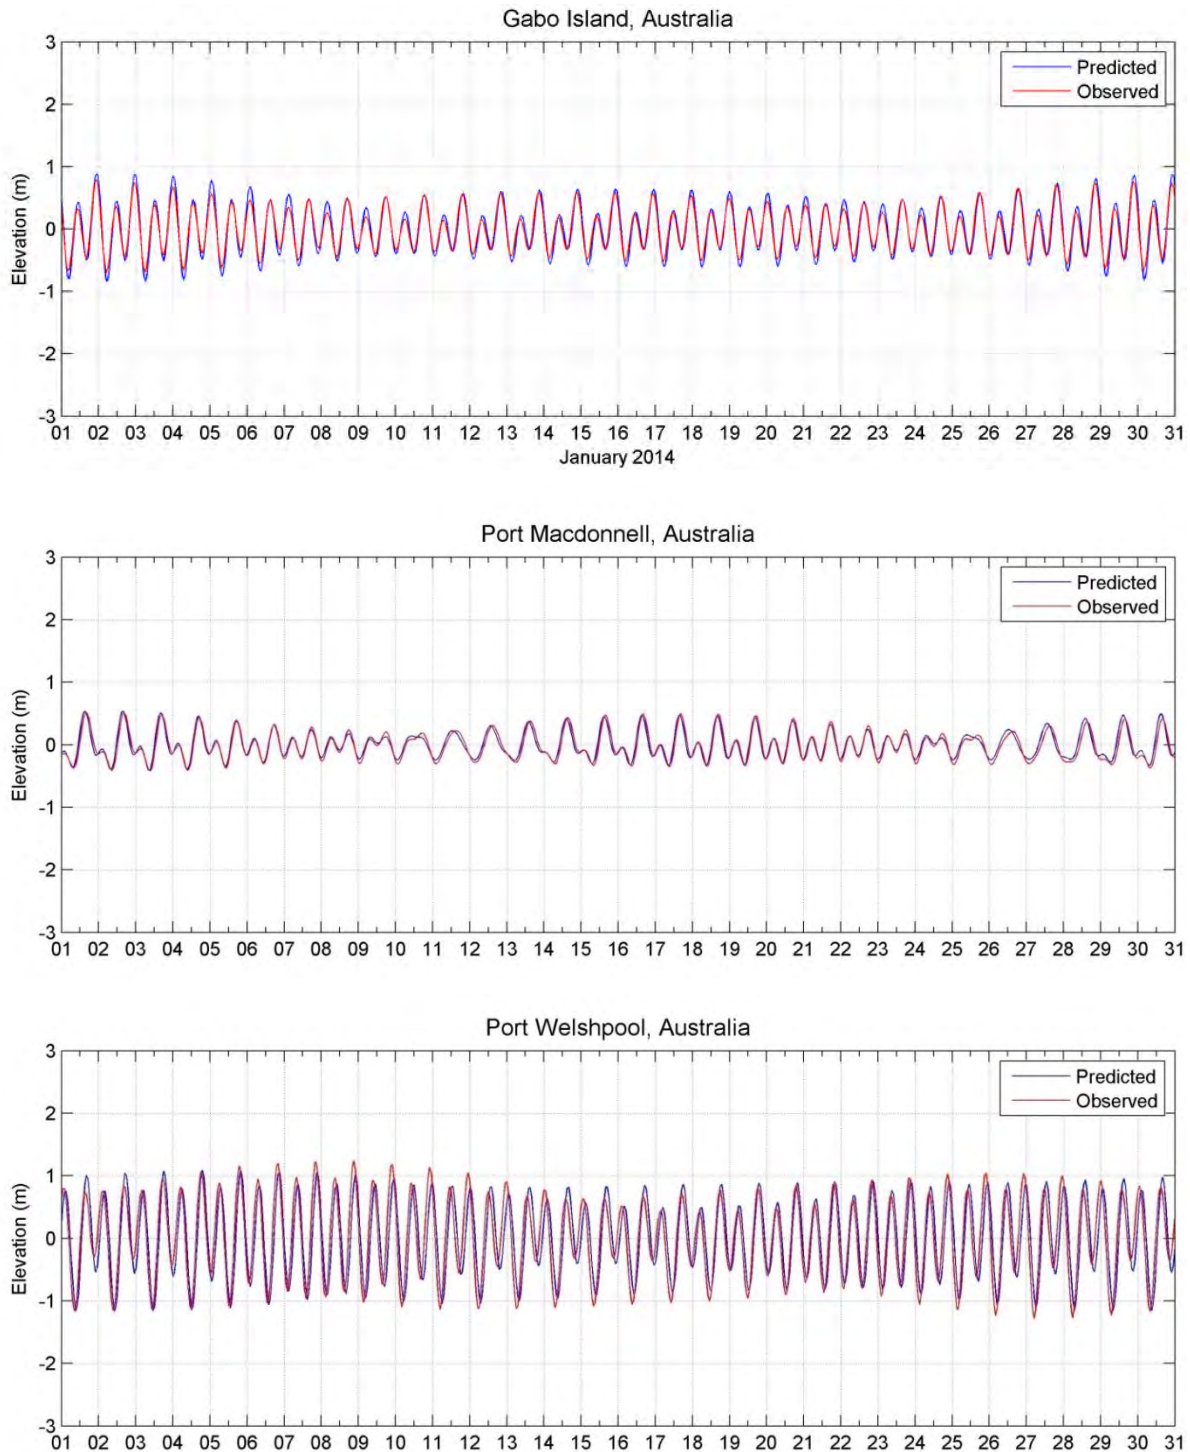 Gabo Island, Australia
3
2
1
0
-1
-2
-3
Elevation (m)
Predicted
Observed
01 02 03 04 05 06 07 08 09 10 11 12 13 14 15 16 17 18 19 20 21 22 23 24 25 26 27 28 29 30 31
January 2014
Port Macdonnell, Australia
3
2
1
0
-1
-2
-3
Elevation (m)
Predicted
Observed
01 02 03 04 05 06 07 08 09 10 11 12 13 14 15 16 17 18 19 20 21 22 23 24 25 26 27 28 29 30 31
Port Welshpool, Australia
3
2
1
0
-1
-2
-3
Elevation (m)
Predicted
Observed
01 02 03 04 05 06 07 08 09 10 11 12 13 14 15 16 17 18 19 20 21 22 23 24 25 26 27 28 29 30 31